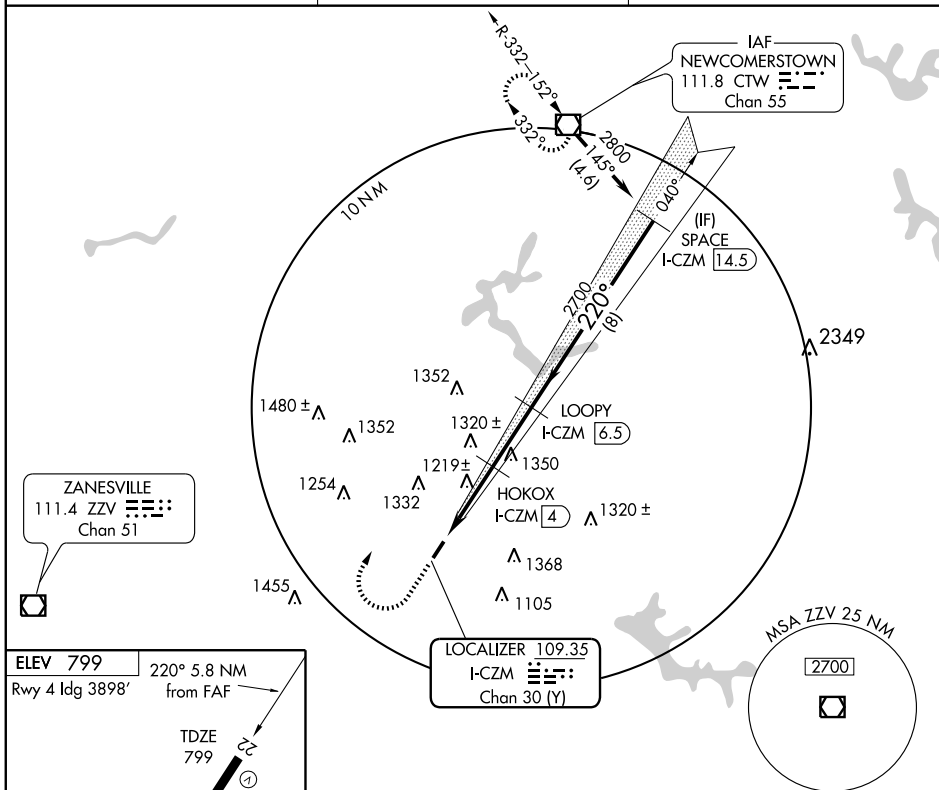 IAF
NEWCOMERSTOWN
111.8 CTW
Chan 55
R-332—152°
332°
2800
145°
(4.6)
040°
10 NM
(IF)
SPACE
I-CZM 14.5
2700
220°
(8)
2349
1352
1480 ±
1352
1320 ±
LOOPY
I-CZM 6.5
1219±
1350
1254
1332
HOKOX
I-CZM 4
1320 ±
ZANESVILLE
111.4 ZZV
Chan 51
1368
1455
1105
LOCALIZER 109.35
I-CZM
Chan 30 (Y)
MSA ZZV 25 NM
2700
ELEV 799
Rwy 4 ldg 3898'
220° 5.8 NM
from FAF
TDZE
799
22
V